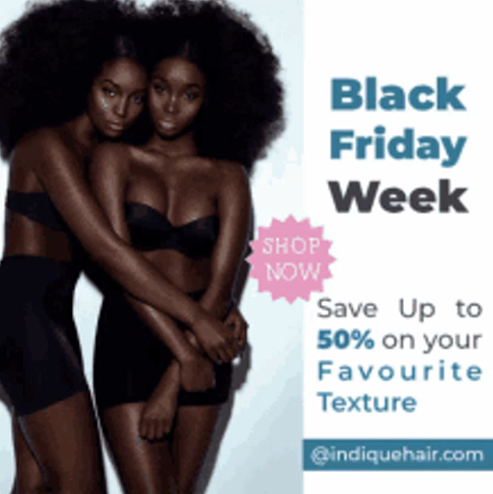 Black
Friday
Week
SHOP
NOW
Save Up to
50% on your
Favourite
Texture
@indiquehair.com